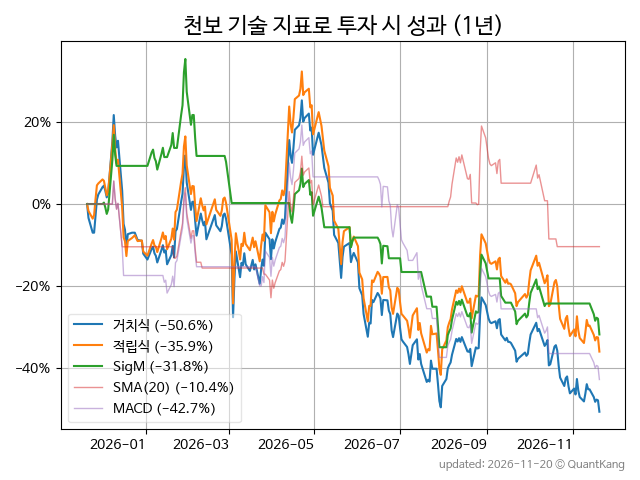 천보 기술 지표로 투자 시 성과 (1년)
20%
0%
−20%
−40%
거치식 (−50.6%)
적립식 (−35.9%)
SigM (−31.8%)
SMA(20) (−10.4%)
MACD (−42.7%)
2026−01 2026−03 2026−05 2026−07 2026−09 2026−11
updated: 2026−11−20 © QuantKang